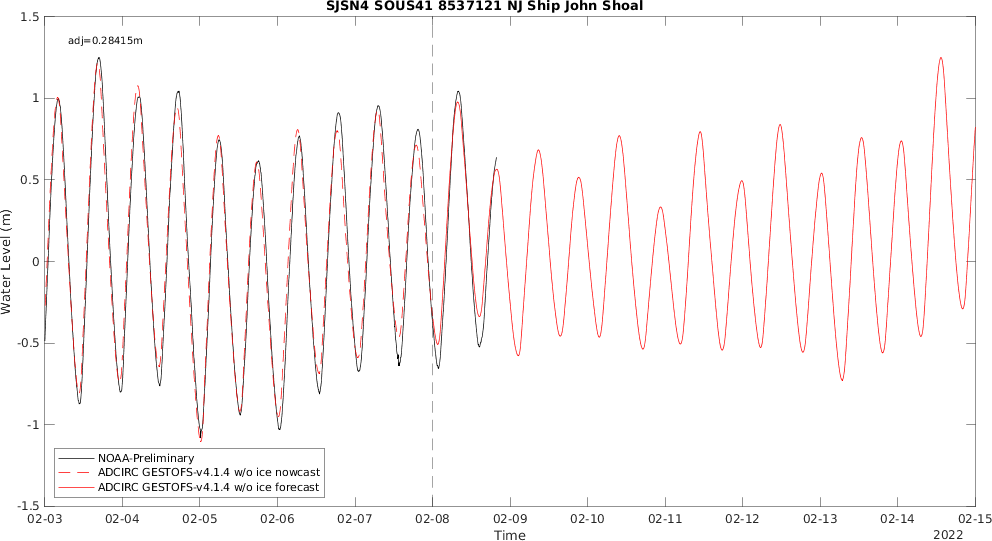 SJSN4 SOUS41 8537121 NJ Ship John Shoal
adj=0.28415m
1.5
1
0.5
0
-0.5
-1
-1.5
Water Level (m)
NOAA-Preliminary
ADCIRC GESTOFS-v4.1.4 w/o ice nowcast
ADCIRC GESTOFS-v4.1.4 w/o ice forecast
02-03 02-04 02-05 02-06 02-07 02-08 02-09 02-10 02-11 02-12 02-13 02-14 02-15
Time
2022